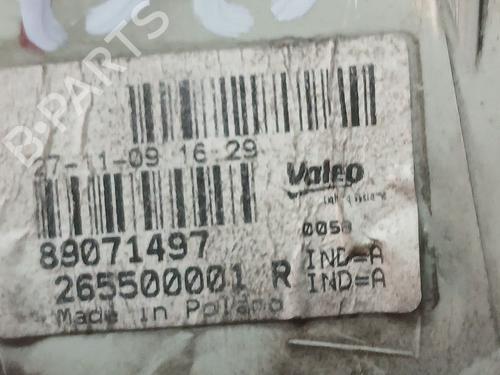 B-PARTS
27-11-09 16:29
Valeo
0058
89071497
IND=A
265500001 R IND=A
Made in Poland